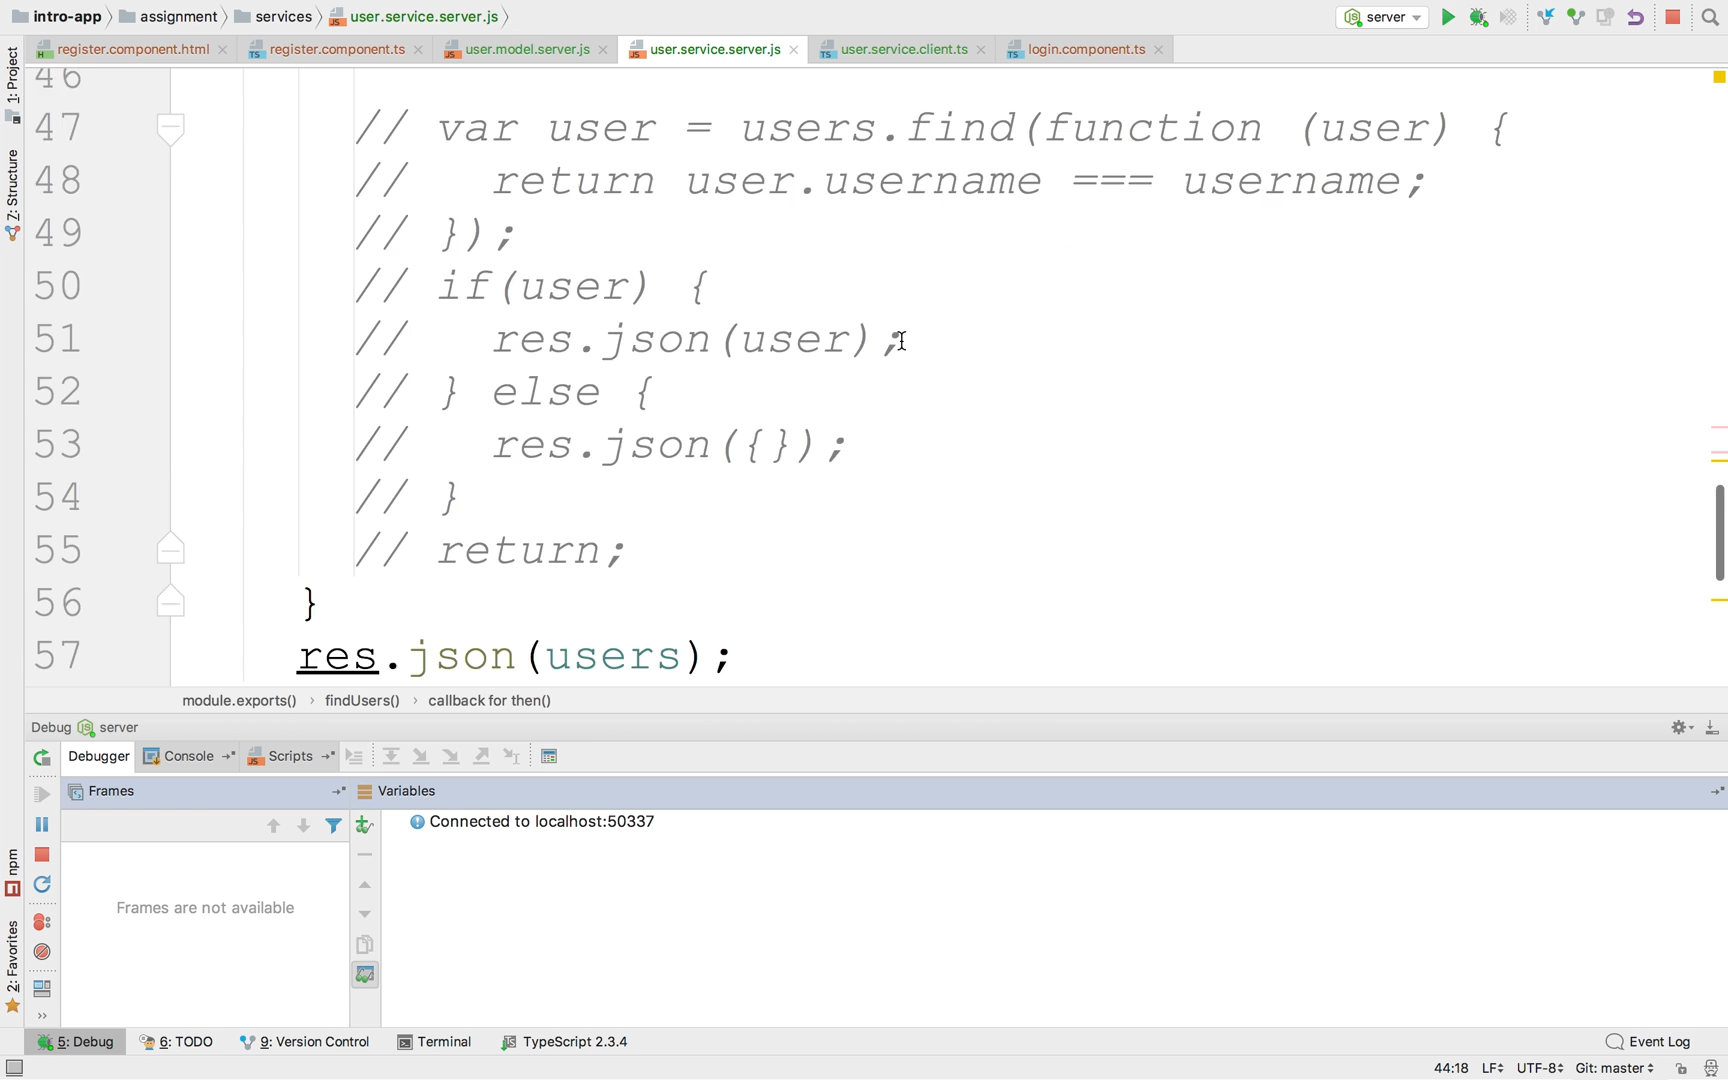 intro-app assignment services user.service.server.js server
register.component.html register.component.ts user.model.server.js user.service.server.js user.service.client.ts login.component.ts
1: Project
7: Structure
npm
2: Favorites
46
47 // var user = users.find(function (user) {
48 // return user.username === username;
49 // });
50 // if(user) {
51 // res.json(user);
52 // } else {
53 // res.json({});
54 // }
55 // return;
56 }
57 res.json(users);
module.exports() › findUsers() › callback for then()
Debug server
Debugger Console Scripts
Frames Variables
Connected to localhost:50337
Frames are not available
5: Debug 6: TODO 9: Version Control Terminal TypeScript 2.3.4 Event Log
44:18 LF UTF-8 Git: master